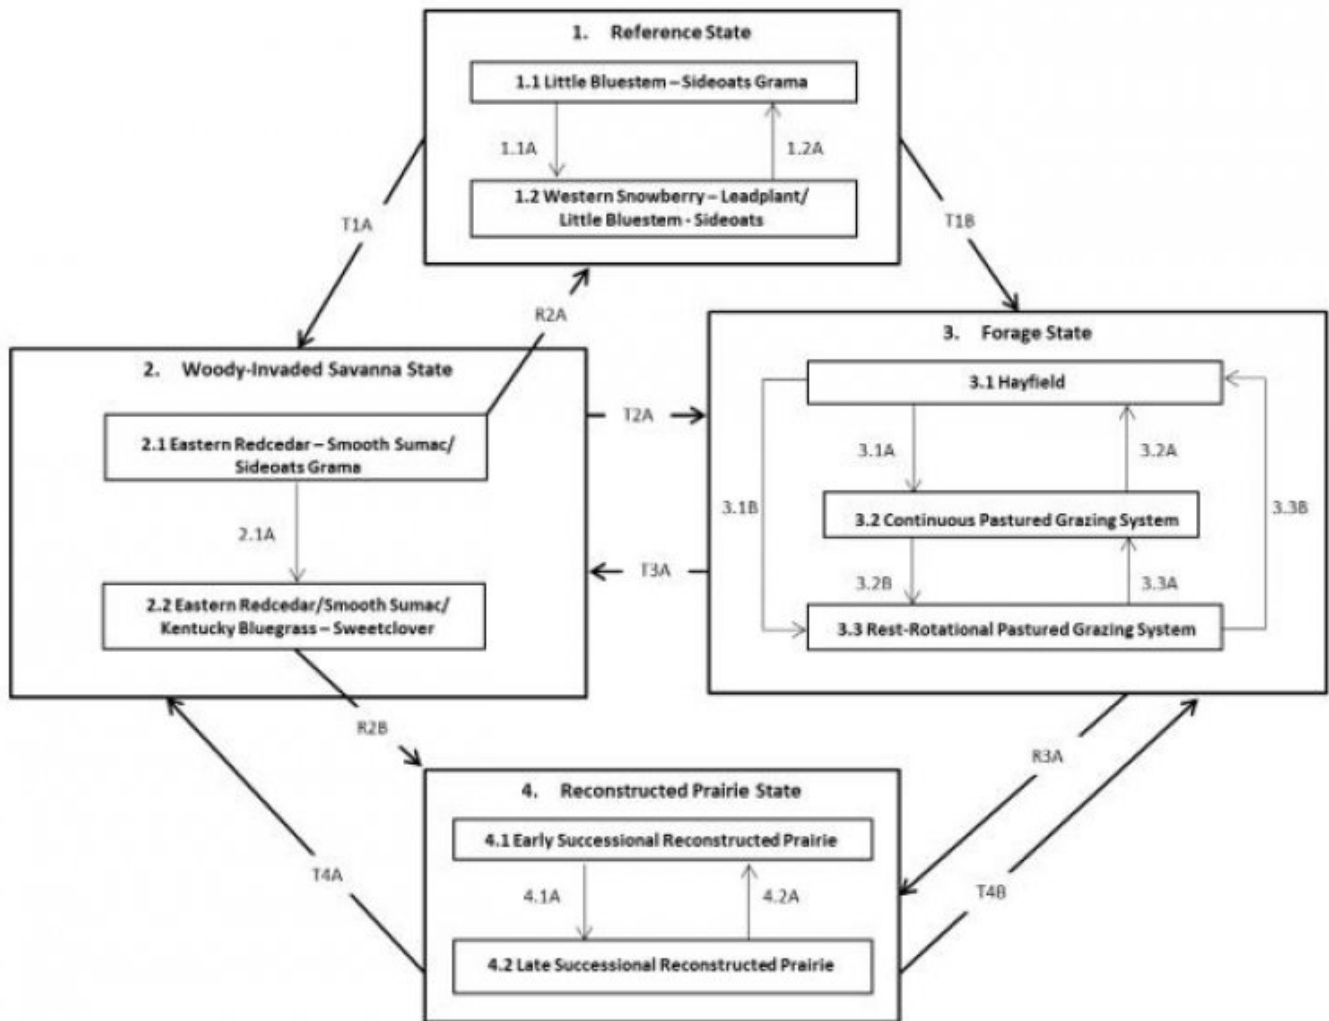 1. Reference State
1.1 Little Bluestem – Sideoats Grama
1.1A
1.2A
1.2 Western Snowberry – Leadplant/
Little Bluestem - Sideoats
T1A
T1B
R2A
2. Woody-Invaded Savanna State
2.1 Eastern Redcedar – Smooth Sumac/
Sideoats Grama
2.1A
2.2 Eastern Redcedar/Smooth Sumac/
Kentucky Bluegrass – Sweetclover
T2A
T3A
3. Forage State
3.1 Hayfield
3.1A
3.2A
3.1B
3.3B
3.2 Continuous Pastured Grazing System
3.2B
3.3A
3.3 Rest-Rotational Pastured Grazing System
R2B
R3A
T4A
T4B
4. Reconstructed Prairie State
4.1 Early Successional Reconstructed Prairie
4.1A
4.2A
4.2 Late Successional Reconstructed Prairie